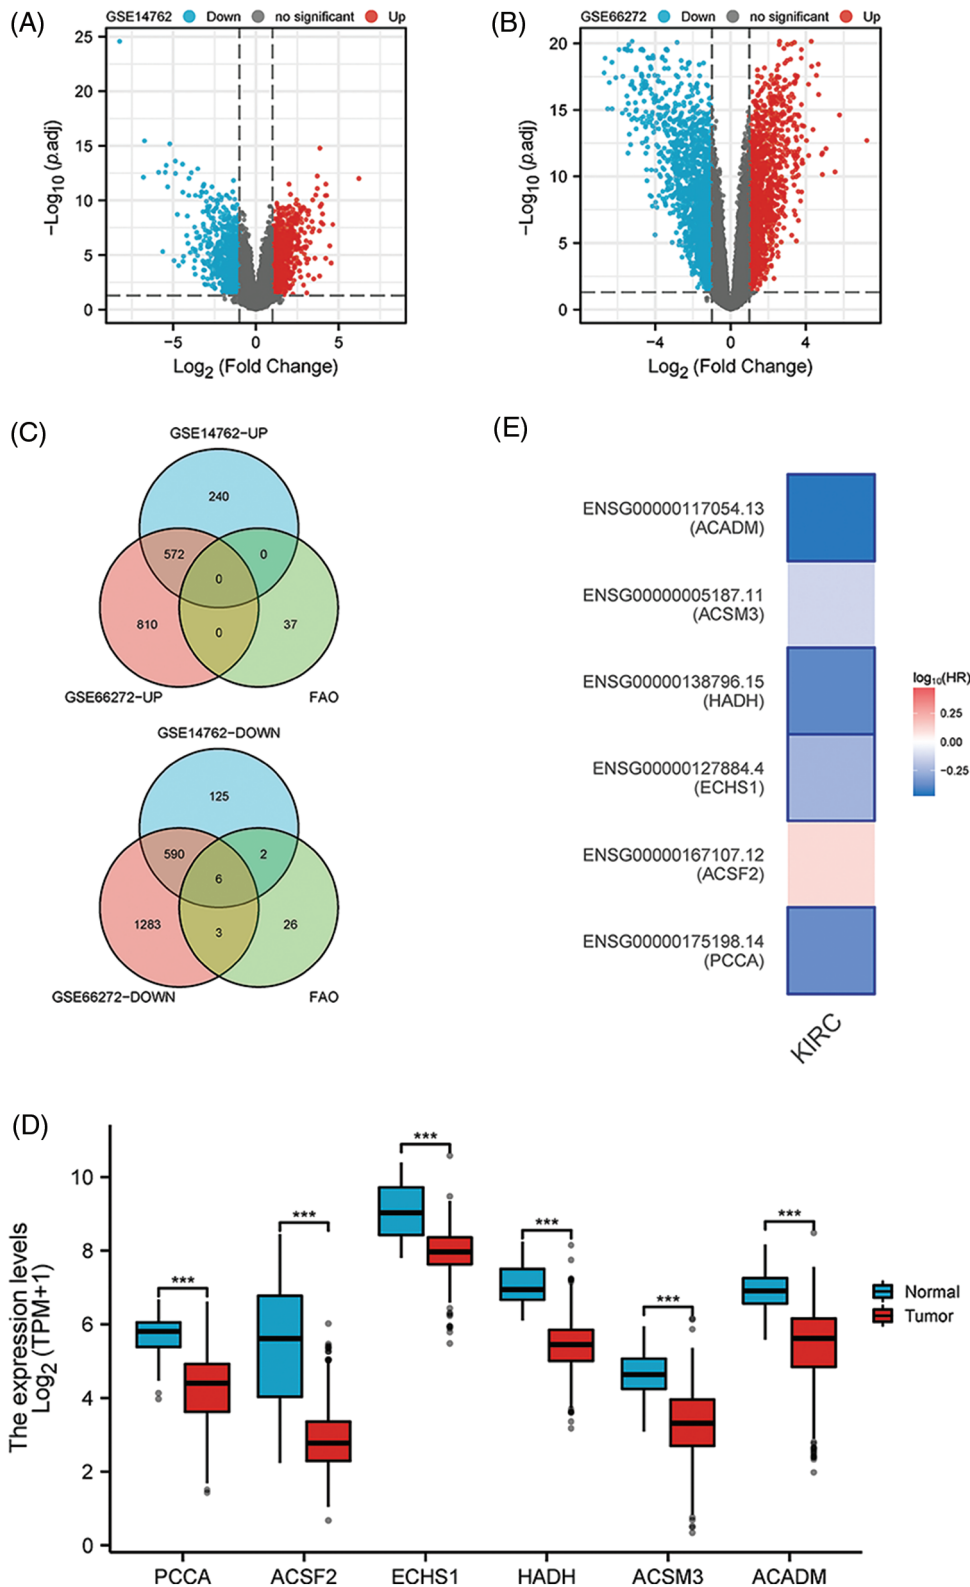 (A)
GSE14762 Down no significant Up
25
20
15
10
5
0
−Log10 (p.adj)
−5 0 5
Log2 (Fold Change)
(B)
GSE66272 Down no significant Up
20
15
10
5
0
−Log10 (p.adj)
−4 0 4
Log2 (Fold Change)
(C)
GSE14762−UP
240
572 0
0
810 0 37
GSE66272−UP FAO
GSE14762−DOWN
125
590 2
6
1283 3 26
GSE66272−DOWN FAO
(E)
ENSG00000117054.13
(ACADM)
ENSG00000005187.11
(ACSM3)
ENSG00000138796.15
(HADH)
ENSG00000127884.4
(ECHS1)
ENSG00000167107.12
(ACSF2)
ENSG00000175198.14
(PCCA)
KIRC
log10(HR)
0.25
0.00
−0.25
(D)
The expression levels
Log2 (TPM+1)
10
8
6
4
2
0
*** *** *** *** *** ***
PCCA ACSF2 ECHS1 HADH ACSM3 ACADM
Normal
Tumor